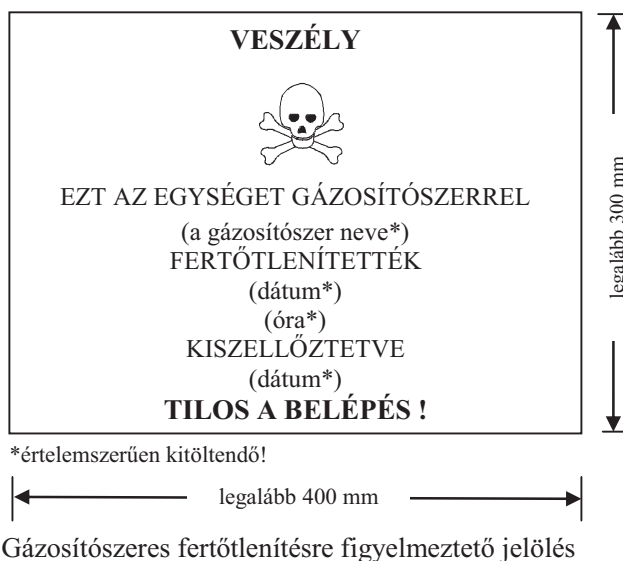 VESZÉLY
EZT AZ EGYSÉGET GÁZOSÍTÓSZERREL
(a gázosítószer neve*)
FERTŐTLENÍTETTÉK
(dátum*)
(óra*)
KISZELLŐZTETVE
(dátum*)
TILOS A BELÉPÉS !
legalább 300 mm
*értelemszerűen kitöltendő!
legalább 400 mm
Gázosítószeres fertőtlenítésre figyelmeztető jelölés